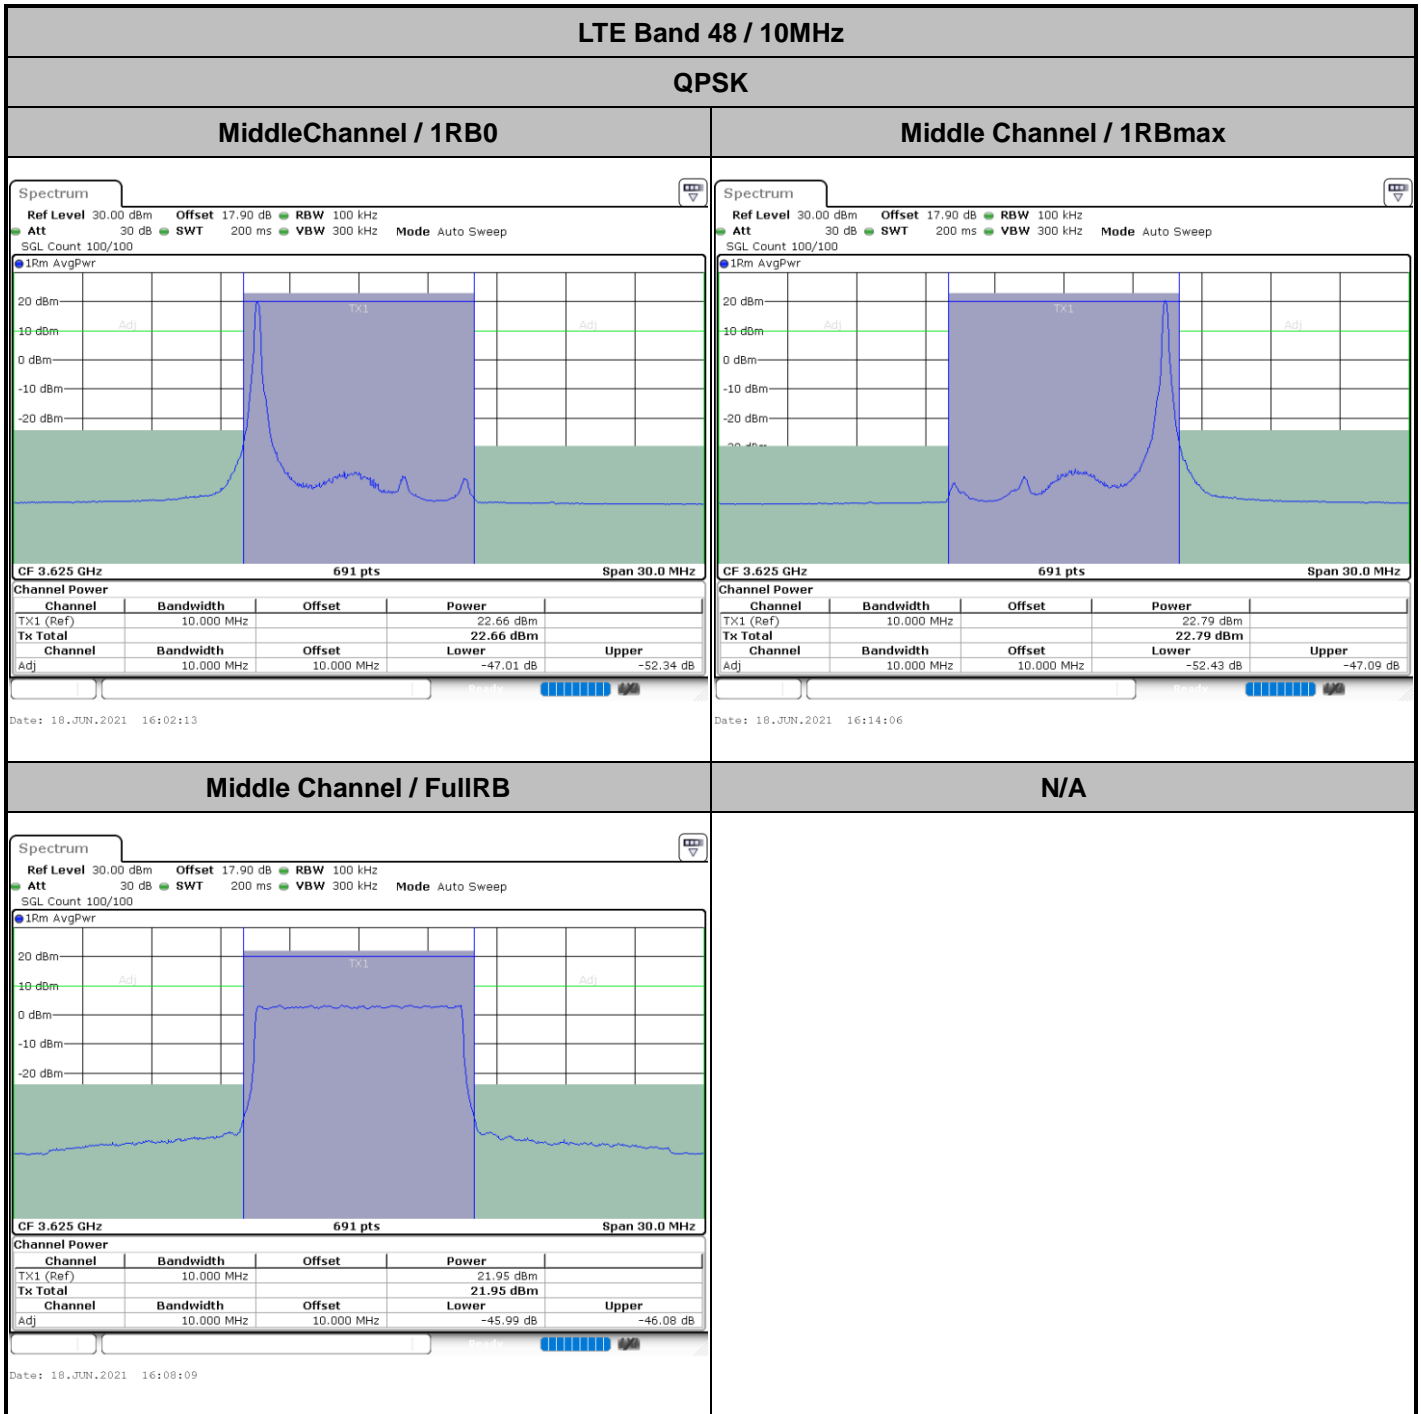 LTE Band 48 / 10MHz
QPSK
MiddleChannel / 1RB0
Middle Channel / 1RBmax
Spectrum
Ref Level 30.00 dBm Offset 17.90 dB RBW 100 kHz
Att 30 dB SWT 200 ms VBW 300 kHz Mode Auto Sweep
SGL Count 100/100
1Rm AvgPwr
20 dBm
10 dBm
0 dBm
-10 dBm
-20 dBm
Adj
TX1
Adj
CF 3.625 GHz 691 pts Span 30.0 MHz
Channel Power
Channel Bandwidth Offset Power
TX1 (Ref) 10.000 MHz 22.66 dBm
Tx Total 22.66 dBm
Channel Bandwidth Offset Lower Upper
Adj 10.000 MHz 10.000 MHz -47.01 dB -52.34 dB
Ready
Date: 18.JUN.2021 16:02:13
Spectrum
Ref Level 30.00 dBm Offset 17.90 dB RBW 100 kHz
Att 30 dB SWT 200 ms VBW 300 kHz Mode Auto Sweep
SGL Count 100/100
1Rm AvgPwr
20 dBm
10 dBm
0 dBm
-10 dBm
-20 dBm
Adj
TX1
Adj
CF 3.625 GHz 691 pts Span 30.0 MHz
Channel Power
Channel Bandwidth Offset Power
TX1 (Ref) 10.000 MHz 22.79 dBm
Tx Total 22.79 dBm
Channel Bandwidth Offset Lower Upper
Adj 10.000 MHz 10.000 MHz -52.43 dB -47.09 dB
Ready
Date: 18.JUN.2021 16:14:06
Middle Channel / FullRB
N/A
Spectrum
Ref Level 30.00 dBm Offset 17.90 dB RBW 100 kHz
Att 30 dB SWT 200 ms VBW 300 kHz Mode Auto Sweep
SGL Count 100/100
1Rm AvgPwr
20 dBm
10 dBm
0 dBm
-10 dBm
-20 dBm
Adj
TX1
Adj
CF 3.625 GHz 691 pts Span 30.0 MHz
Channel Power
Channel Bandwidth Offset Power
TX1 (Ref) 10.000 MHz 21.95 dBm
Tx Total 21.95 dBm
Channel Bandwidth Offset Lower Upper
Adj 10.000 MHz 10.000 MHz -45.99 dB -46.08 dB
Ready
Date: 18.JUN.2021 16:08:09